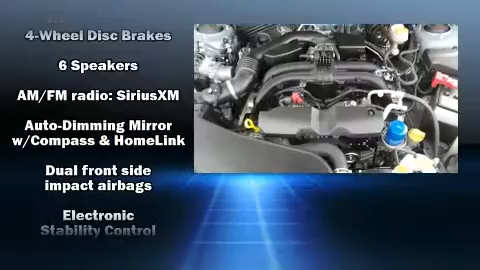 4-Wheel Disc Brakes
6 Speakers
AM/FM radio: SiriusXM
Auto-Dimming Mirror
w/Compass & HomeLink
Dual front side
impact airbags
Electronic
Stability Control